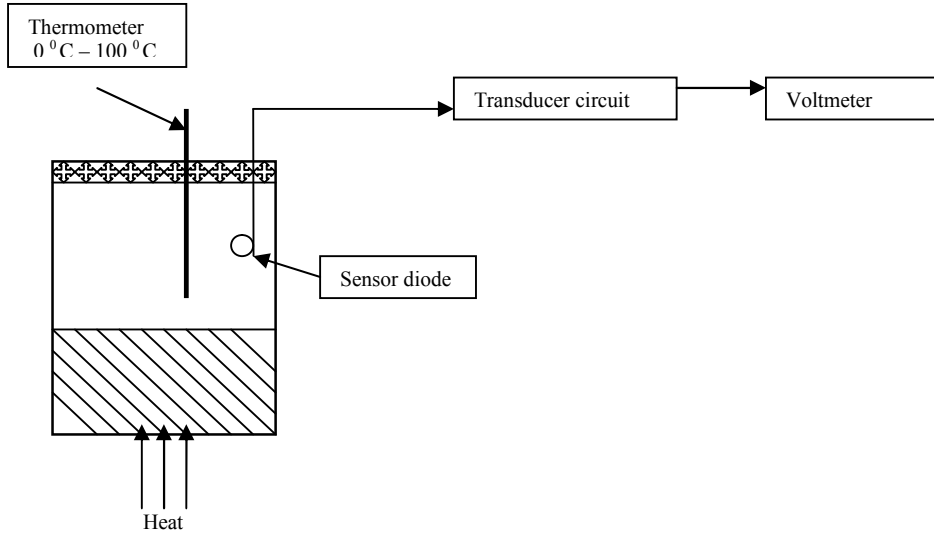 Thermometer
0 ⁰C – 100 ⁰C
Transducer circuit
Voltmeter
Sensor diode
Heat